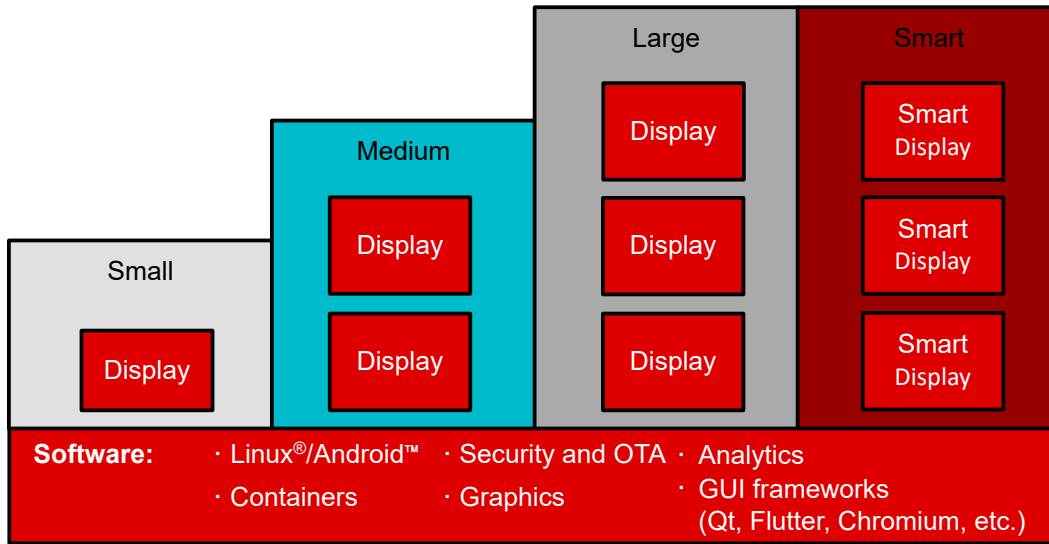 Small
Display
Medium
Display
Display
Large
Display
Display
Display
Smart
Smart
Display
Smart
Display
Smart
Display
Software:
· Linux®/Android™
· Containers
· Security and OTA
· Graphics
· Analytics
· GUI frameworks
(Qt, Flutter, Chromium, etc.)